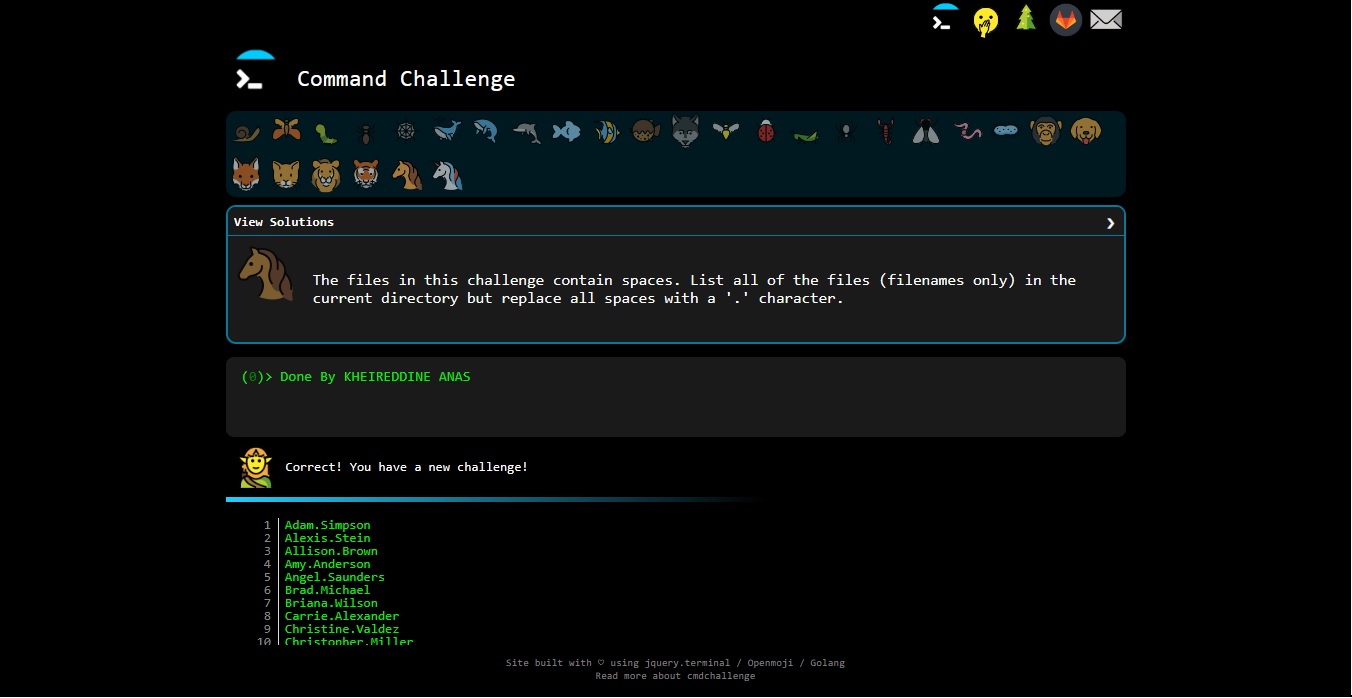 Command Challenge
View Solutions
The files in this challenge contain spaces. List all of the files (filenames only) in the
current directory but replace all spaces with a '.' character.
(0)> Done By KHEIREDDINE ANAS
Correct! You have a new challenge!
1 Adam.Simpson
2 Alexis.Stein
3 Allison.Brown
4 Amy.Anderson
5 Angel.Saunders
6 Brad.Michael
7 Briana.Wilson
8 Carrie.Alexander
9 Christine.Valdez
10 Christopher.Miller
Site built with ♡ using jquery.terminal / Openmoji / Golang
Read more about cmdchallenge